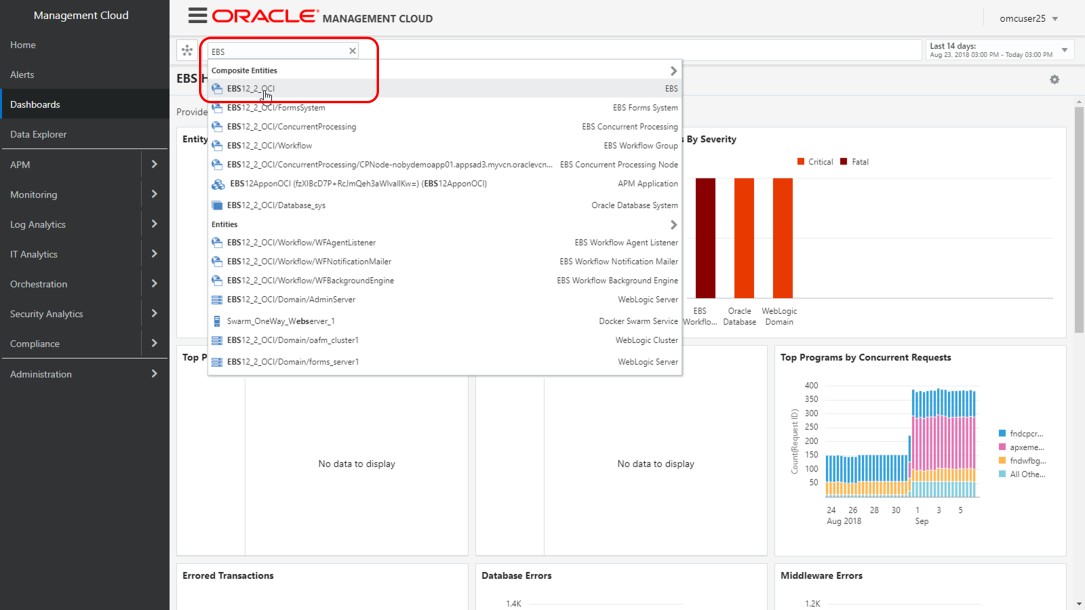 Management Cloud
ORACLE® MANAGEMENT CLOUD
omcuser25
Home
Alerts
Dashboards
Data Explorer
APM
Monitoring
Log Analytics
IT Analytics
Orchestration
Security Analytics
Compliance
Administration
EBS
Last 14 days:
Aug 23, 2018 03:00 PM - Today 03:00 PM
EBS H
Provide
Composite Entities
EBS12_2_OCI EBS
EBS12_2_OCI/FormsSystem EBS Forms System
EBS12_2_OCI/ConcurrentProcessing EBS Concurrent Processing
EBS12_2_OCI/Workflow EBS Workflow Group
EBS12_2_OCI/ConcurrentProcessing/CPNode-nobydemoapp01.appsad3.myvcn.oraclevcn... EBS Concurrent Processing Node
EBS12ApponOCI (fzXIBcD7P+RcJmQeh3aWlvallKw=) (EBS12ApponOCI) APM Application
EBS12_2_OCI/Database_sys Oracle Database System
Entities
EBS12_2_OCI/Workflow/WFAgentListener EBS Workflow Agent Listener
EBS12_2_OCI/Workflow/WFNotificationMailer EBS Workflow Notification Mailer
EBS12_2_OCI/Workflow/WFBackgroundEngine EBS Workflow Background Engine
EBS12_2_OCI/Domain/AdminServer WebLogic Server
Swarm_OneWay_Webserver_1 Docker Swarm Service
EBS12_2_OCI/Domain/oafm_cluster1 WebLogic Cluster
EBS12_2_OCI/Domain/forms_server1 WebLogic Server
Entity
s By Severity
Critical Fatal
EBS Workflo...
Oracle Database
WebLogic Domain
Top P
No data to display
No data to display
Top Programs by Concurrent Requests
Count(Request ID)
400
350
300
250
200
150
100
50
24 26 28 30 1 3 5
Aug 2018 Sep
fndcpcr...
apxeme...
fndwfbg...
All Othe...
Errored Transactions
Database Errors
1.4K
Middleware Errors
1.2K